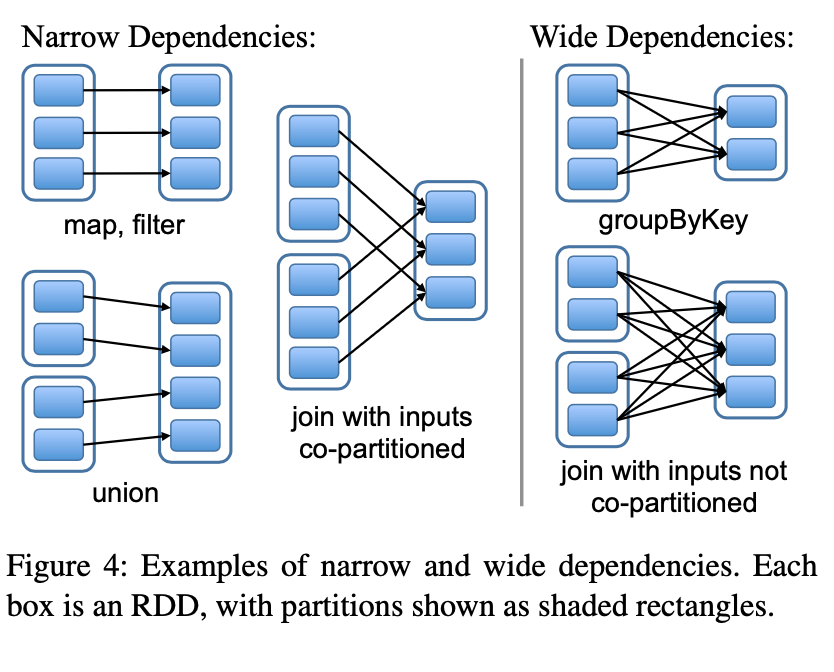 Narrow Dependencies:
Wide Dependencies:
map, filter
union
join with inputs
co-partitioned
groupByKey
join with inputs not
co-partitioned
Figure 4: Examples of narrow and wide dependencies. Each
box is an RDD, with partitions shown as shaded rectangles.